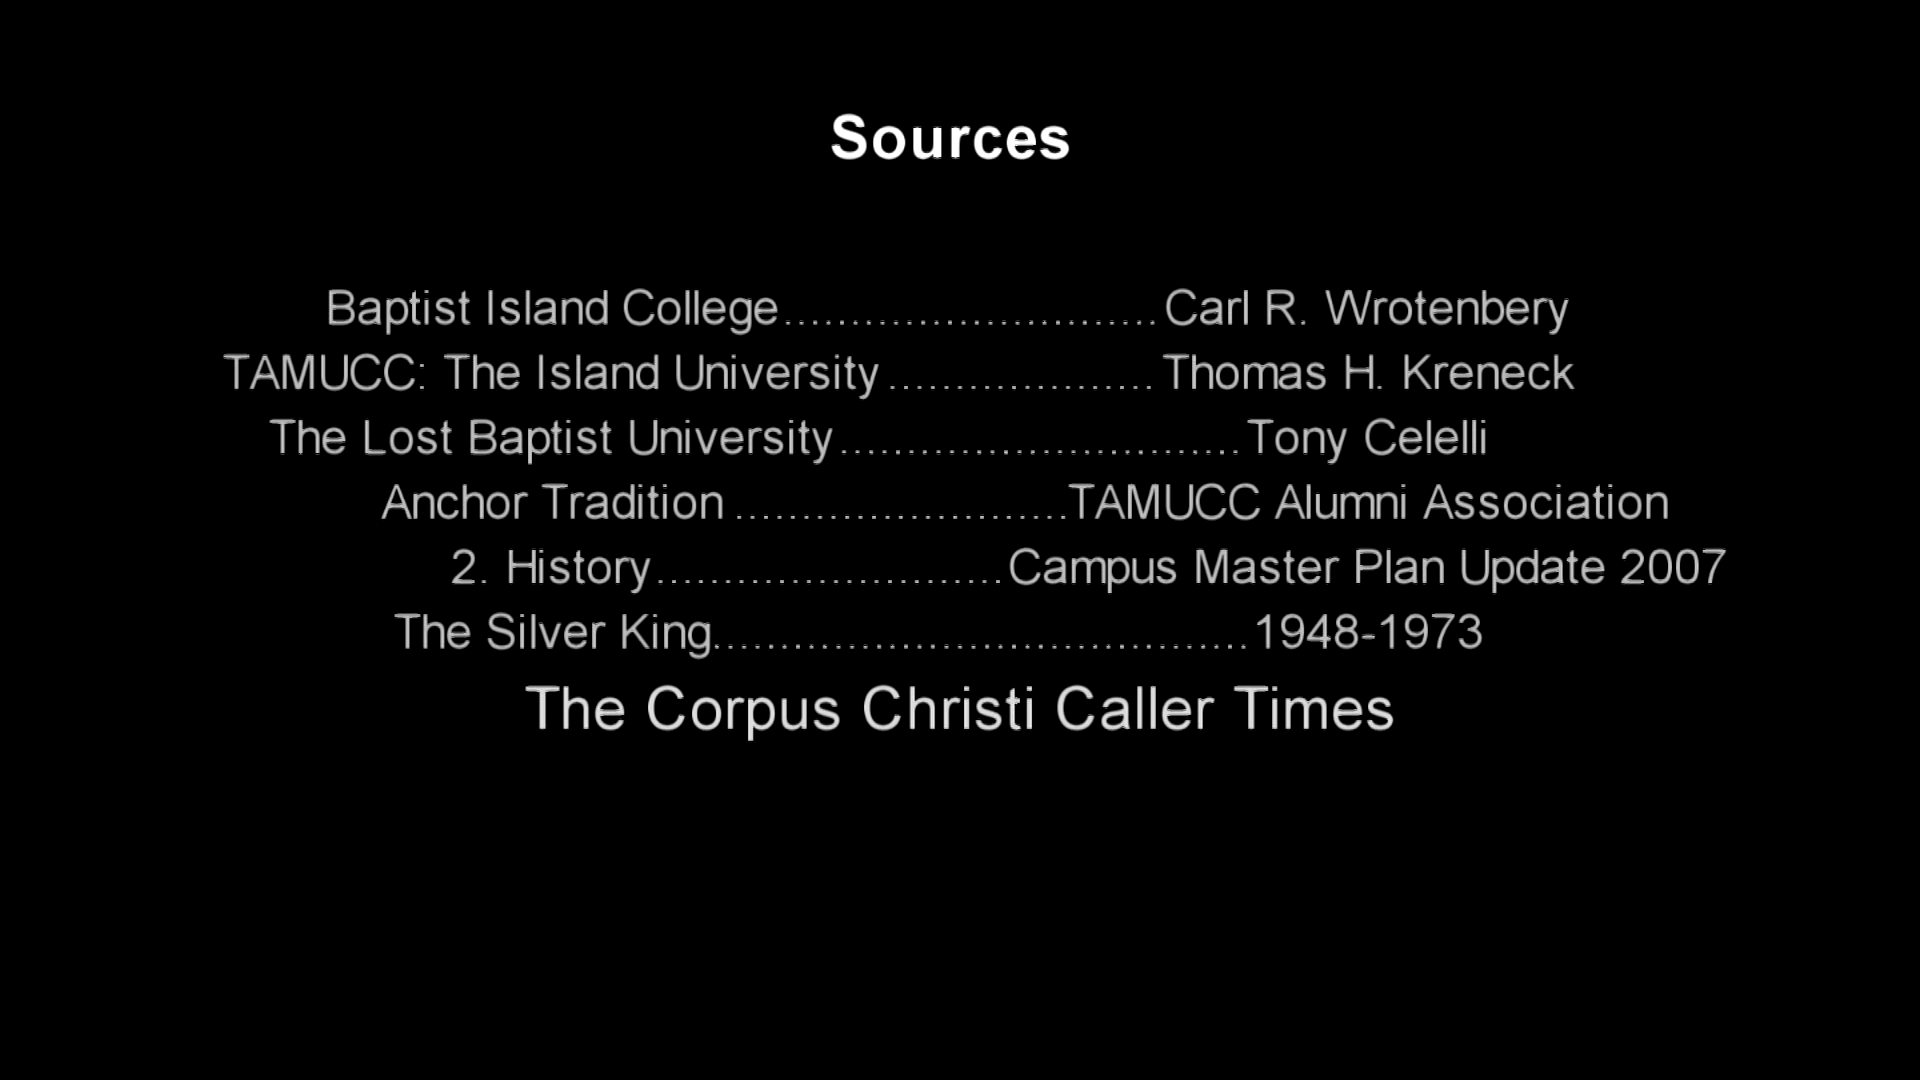 Sources
Baptist Island College............................Carl R. Wrotenbery
TAMUCC: The Island University....................Thomas H. Kreneck
The Lost Baptist University..............................Tony Celelli
Anchor Tradition.........................TAMUCC Alumni Association
2. History..........................Campus Master Plan Update 2007
The Silver King........................................1948-1973
The Corpus Christi Caller Times